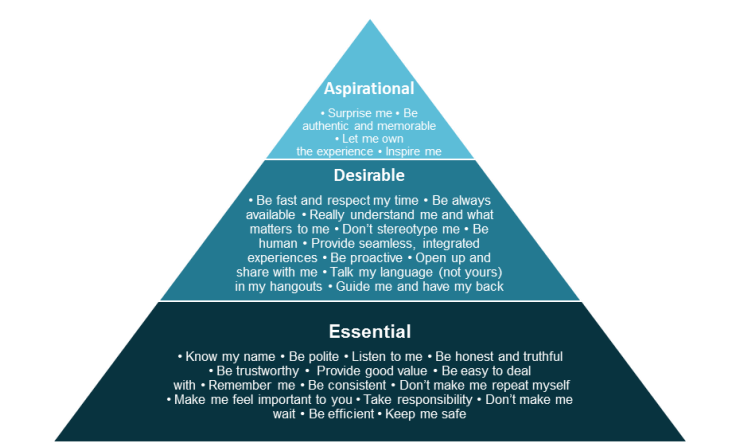 Aspirational
• Surprise me • Be
authentic and memorable
• Let me own
the experience • Inspire me
Desirable
• Be fast and respect my time • Be always
available • Really understand me and what
matters to me • Don't stereotype me • Be
human • Provide seamless, integrated
experiences • Be proactive • Open up and
share with me • Talk my language (not yours)
in my hangouts • Guide me and have my back
Essential
• Know my name • Be polite • Listen to me • Be honest and truthful
• Be trustworthy • Provide good value • Be easy to deal
with • Remember me • Be consistent • Don't make me repeat myself
• Make me feel important to you • Take responsibility • Don't make me
wait • Be efficient • Keep me safe